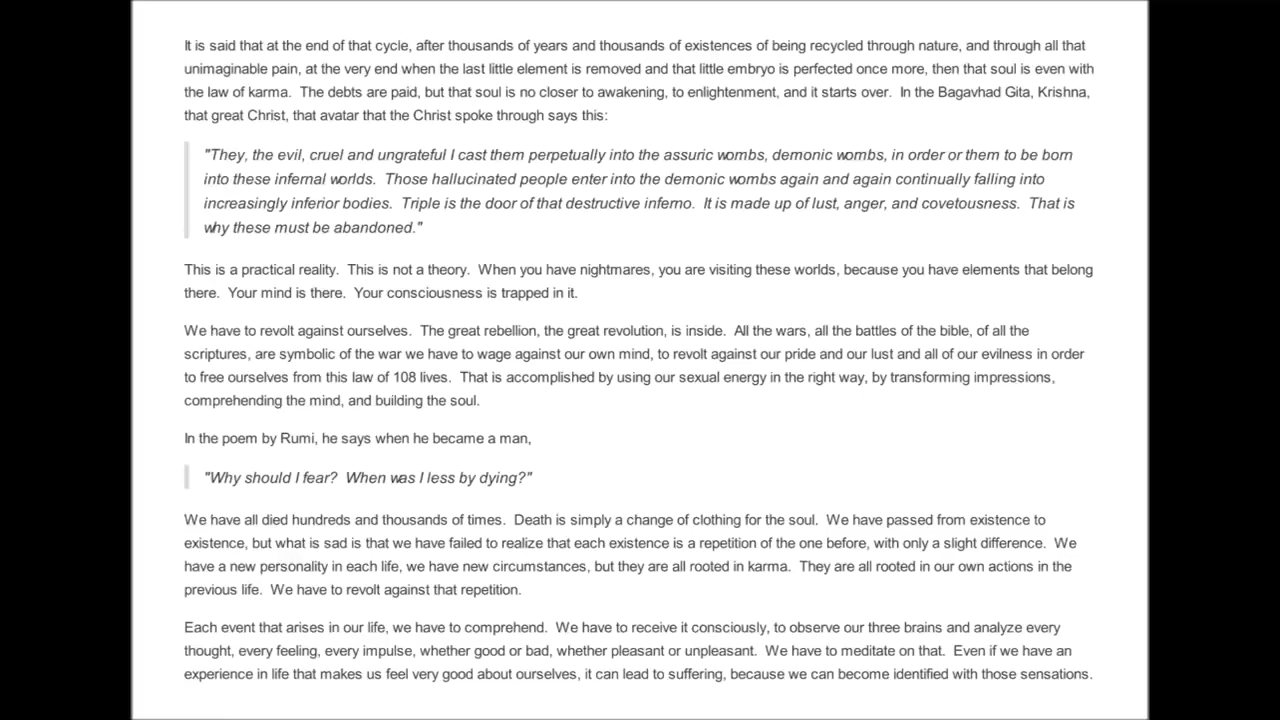 It is said that at the end of that cycle, after thousands of years and thousands of existences of being recycled through nature, and through all that
unimaginable pain, at the very end when the last little element is removed and that little embryo is perfected once more, then that soul is even with
the law of karma.  The debts are paid, but that soul is no closer to awakening, to enlightenment, and it starts over.  In the Bagavhad Gita, Krishna,
that great Christ, that avatar that the Christ spoke through says this:
"They, the evil, cruel and ungrateful I cast them perpetually into the assuric wombs, demonic wombs, in order or them to be born
into these infernal worlds.  Those hallucinated people enter into the demonic wombs again and again continually falling into
increasingly inferior bodies.  Triple is the door of that destructive inferno.  It is made up of lust, anger, and covetousness.  That is
why these must be abandoned."
This is a practical reality.  This is not a theory.  When you have nightmares, you are visiting these worlds, because you have elements that belong
there.  Your mind is there.  Your consciousness is trapped in it.
We have to revolt against ourselves.  The great rebellion, the great revolution, is inside.  All the wars, all the battles of the bible, of all the
scriptures, are symbolic of the war we have to wage against our own mind, to revolt against our pride and our lust and all of our evilness in order
to free ourselves from this law of 108 lives.  That is accomplished by using our sexual energy in the right way, by transforming impressions,
comprehending the mind, and building the soul.
In the poem by Rumi, he says when he became a man,
"Why should I fear?  When was I less by dying?"
We have all died hundreds and thousands of times.  Death is simply a change of clothing for the soul.  We have passed from existence to
existence, but what is sad is that we have failed to realize that each existence is a repetition of the one before, with only a slight difference.  We
have a new personality in each life, we have new circumstances, but they are all rooted in karma.  They are all rooted in our own actions in the
previous life.  We have to revolt against that repetition.
Each event that arises in our life, we have to comprehend.  We have to receive it consciously, to observe our three brains and analyze every
thought, every feeling, every impulse, whether good or bad, whether pleasant or unpleasant.  We have to meditate on that.  Even if we have an
experience in life that makes us feel very good about ourselves, it can lead to suffering, because we can become identified with those sensations.